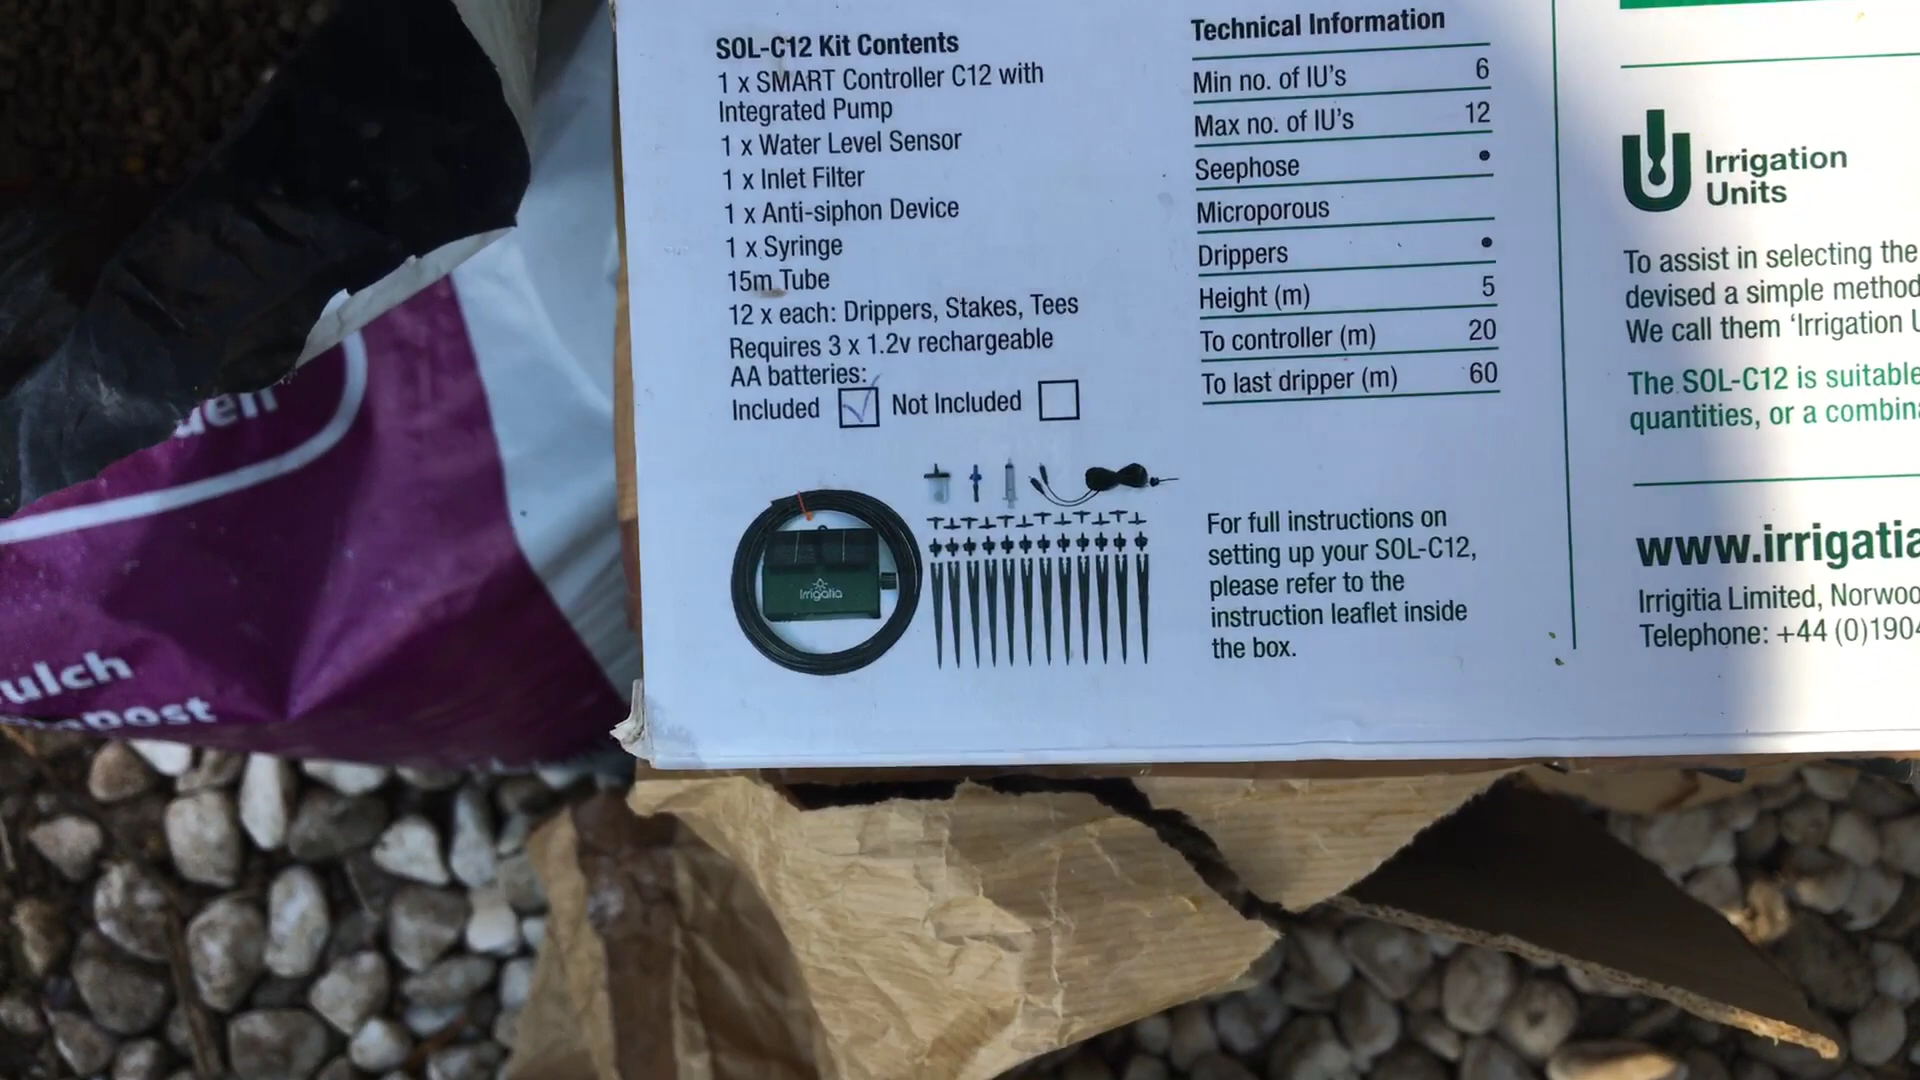 SOL-C12 Kit Contents
1 x SMART Controller C12 with
Integrated Pump
1 x Water Level Sensor
1 x Inlet Filter
1 x Anti-siphon Device
1 x Syringe
15m Tube
12 x each: Drippers, Stakes, Tees
Requires 3 x 1.2v rechargeable
AA batteries:
Included Not Included
Irrigatia
Technical Information
Min no. of IU's 6
Max no. of IU's 12
Seephose •
Microporous
Drippers •
Height (m) 5
To controller (m) 20
To last dripper (m) 60
For full instructions on
setting up your SOL-C12,
please refer to the
instruction leaflet inside
the box.
Irrigation
Units
To assist in selecting the
devised a simple method
We call them 'Irrigation U
The SOL-C12 is suitable
quantities, or a combin
www.irrigatia
Irrigitia Limited, Norwoo
Telephone: +44 (0)1904
ulch
post